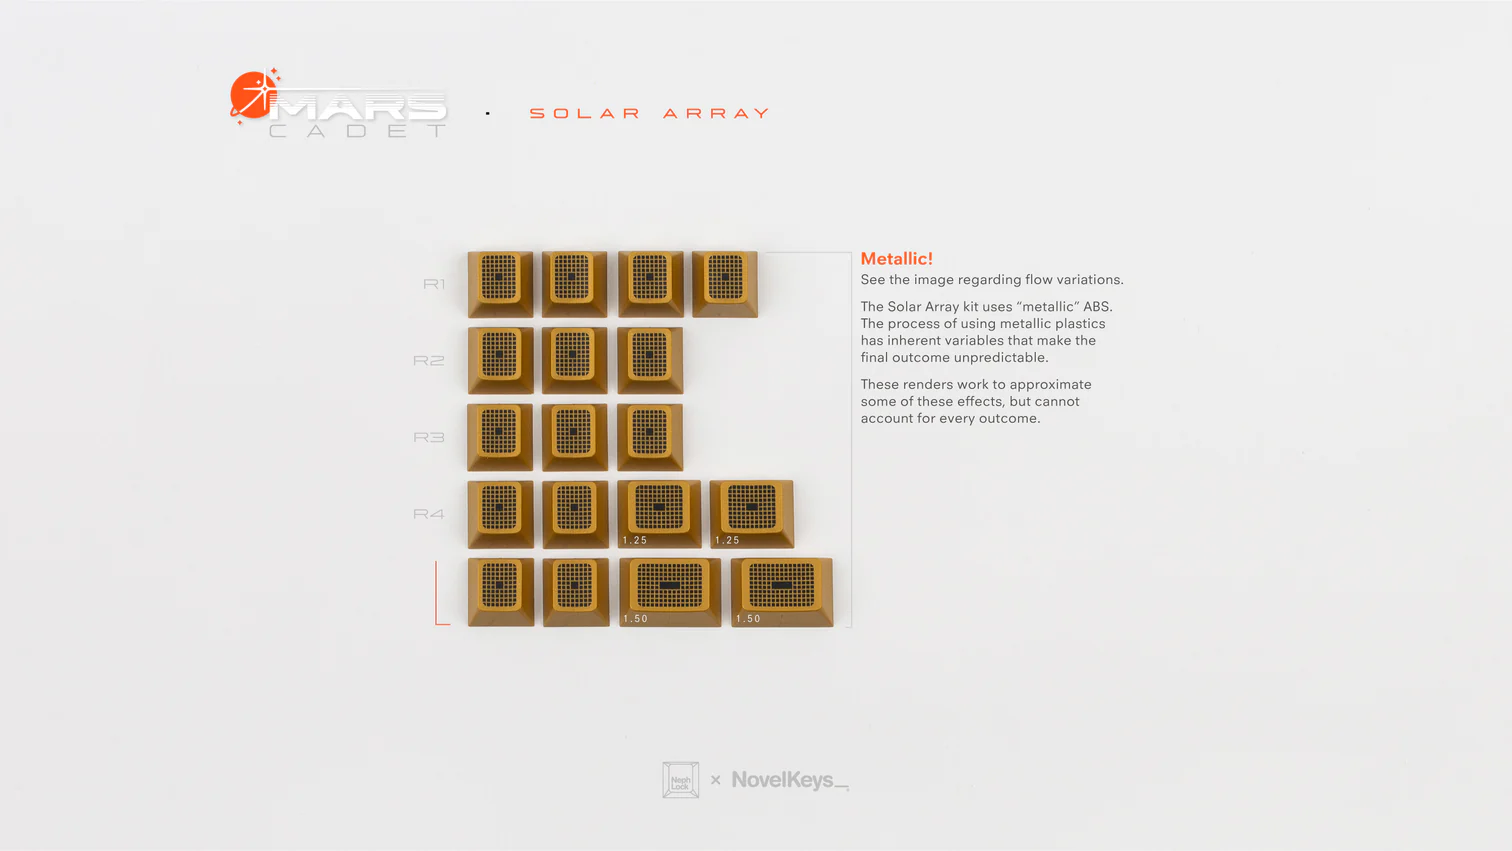 MARS
CADET
SOLAR ARRAY
R1
R2
R3
R4
1.25
1.25
1.50
1.50
Metallic!
See the image regarding flow variations.
The Solar Array kit uses “metallic” ABS.
The process of using metallic plastics
has inherent variables that make the
final outcome unpredictable.
These renders work to approximate
some of these effects, but cannot
account for every outcome.
Neph
Lock
× NovelKeys_